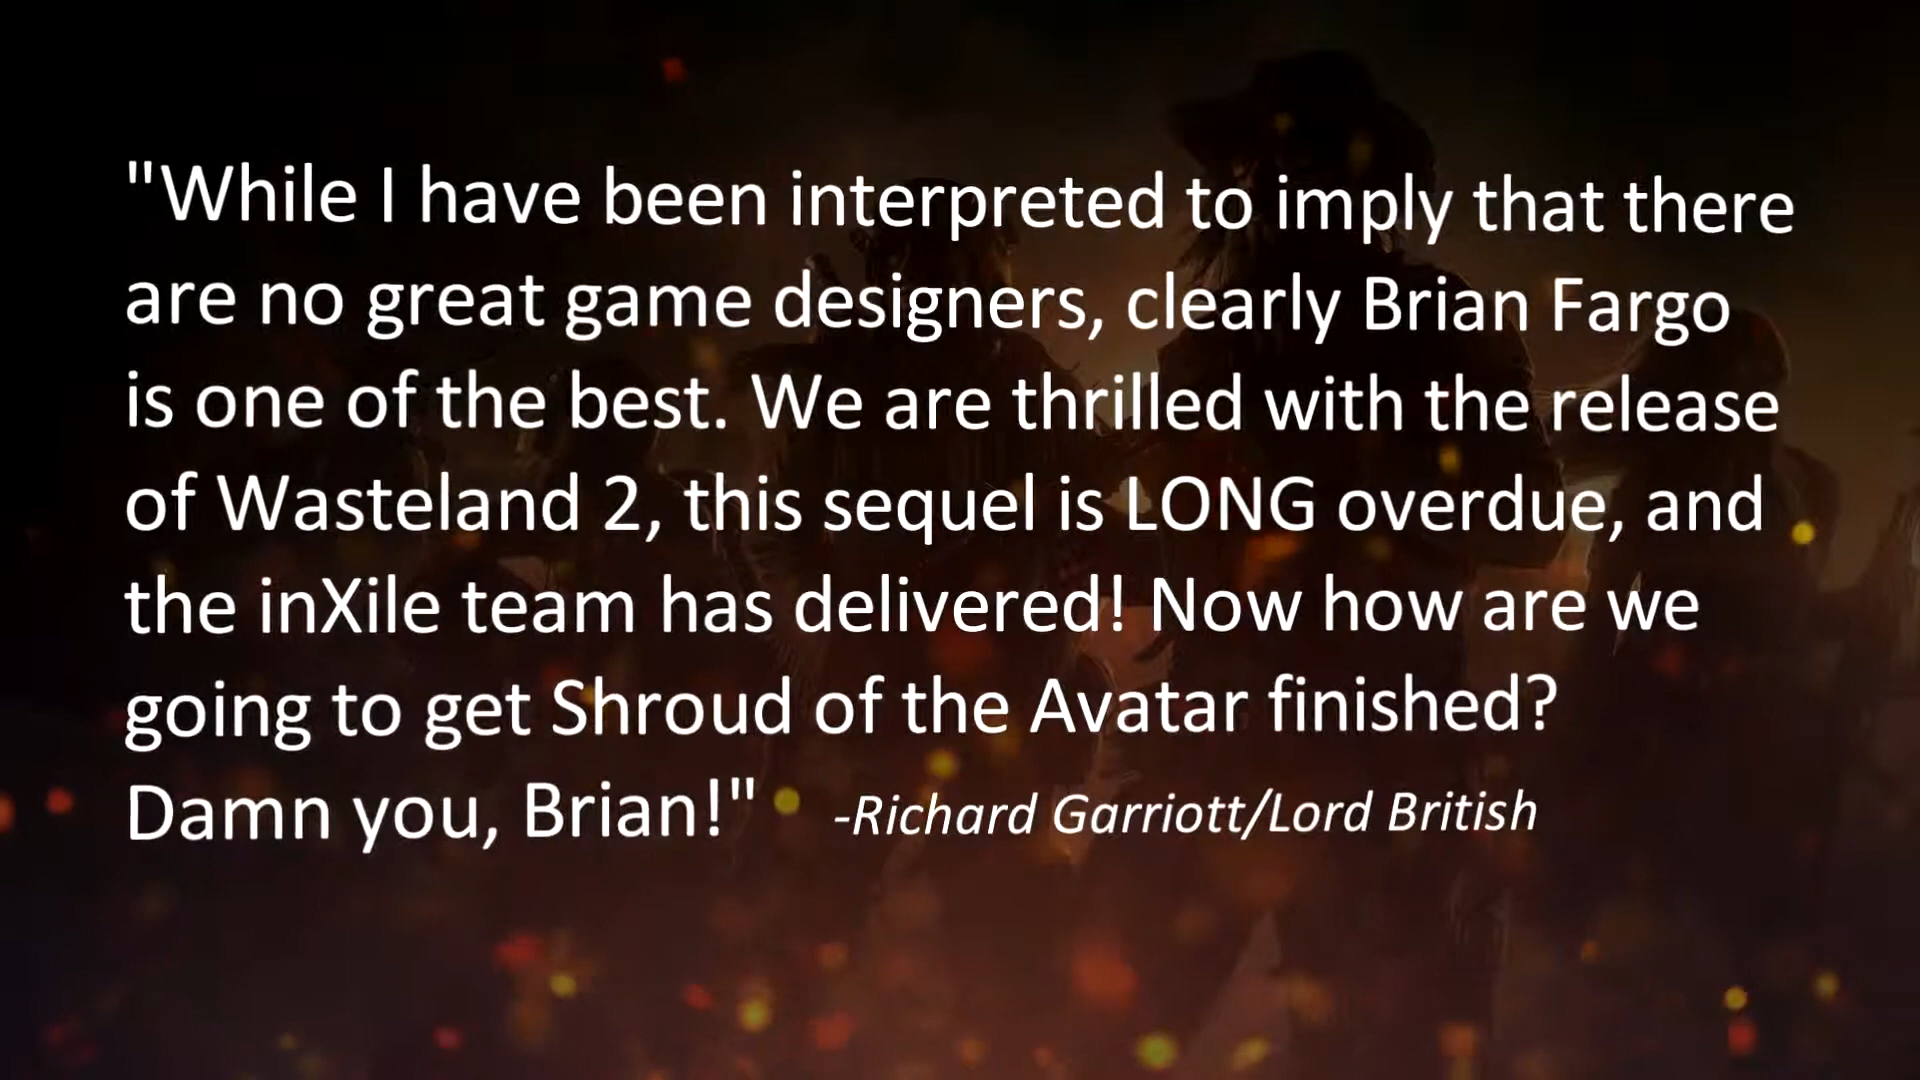 "While I have been interpreted to imply that there
are no great game designers, clearly Brian Fargo
is one of the best. We are thrilled with the release
of Wasteland 2, this sequel is LONG overdue, and
the inXile team has delivered! Now how are we
going to get Shroud of the Avatar finished?
Damn you, Brian!" -Richard Garriott/Lord British